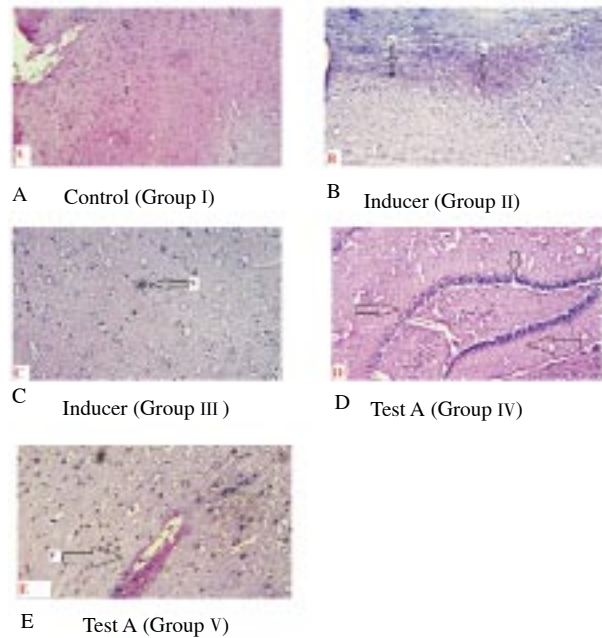 A
A Control (Group I)
B
B Inducer (Group II)
C
C Inducer (Group III )
D
D Test A (Group IV)
E
E Test A (Group V)